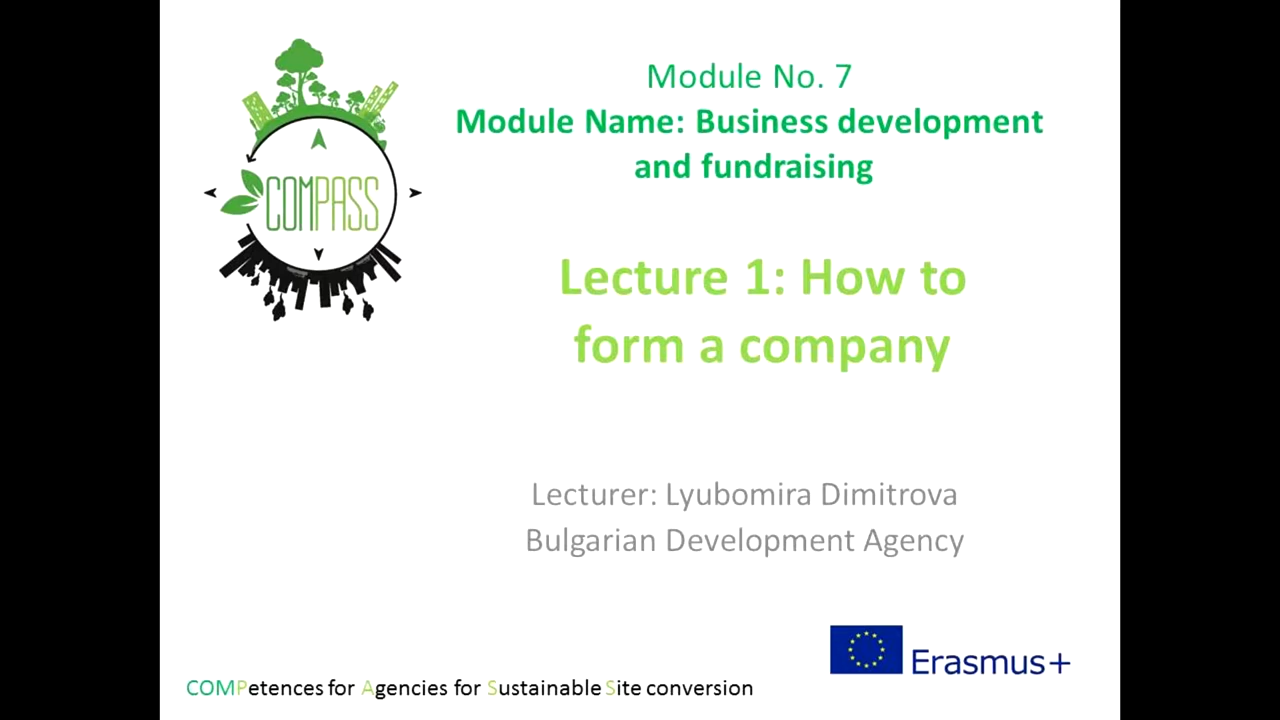 Module No. 7
Module Name: Business development
and fundraising
COMPASS
Lecture 1: How to
form a company
Lecturer: Lyubomira Dimitrova
Bulgarian Development Agency
Erasmus+
COMPetences for Agencies for Sustainable Site conversion